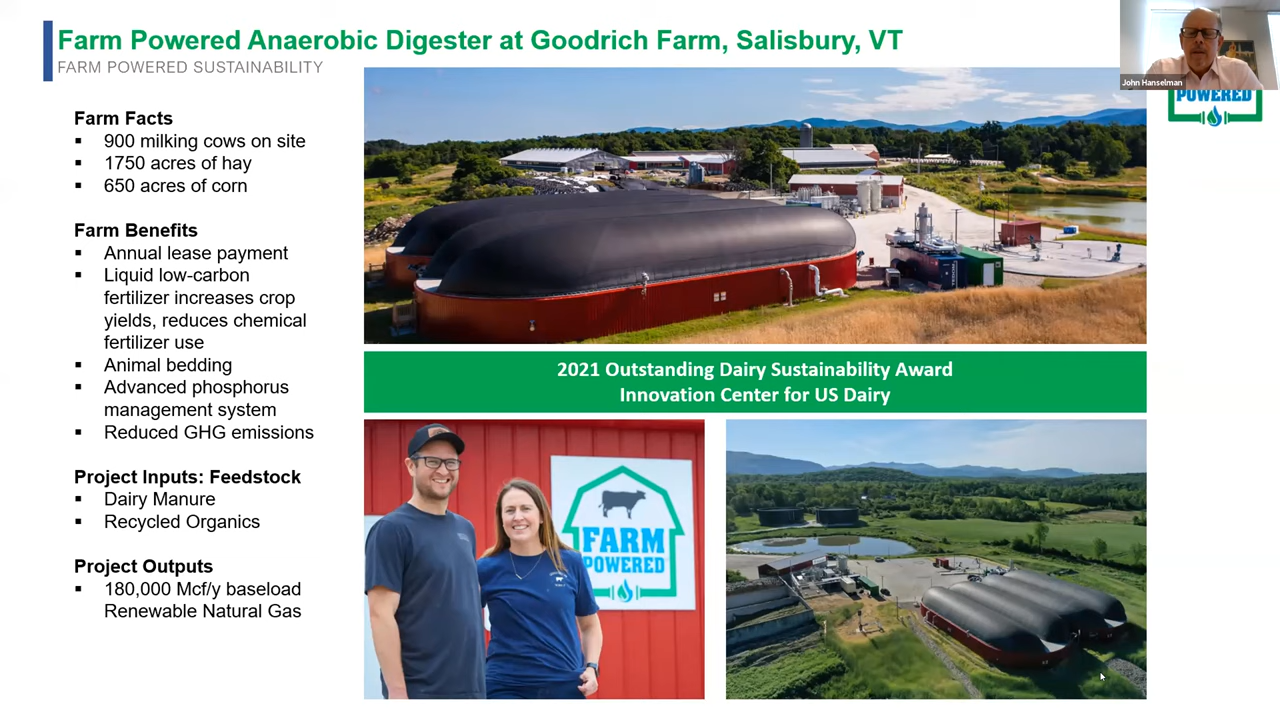 Farm Powered Anaerobic Digester at Goodrich Farm, Salisbury, VT
FARM POWERED SUSTAINABILITY
John Hanselman
POWERED
Farm Facts
▪ 900 milking cows on site
▪ 1750 acres of hay
▪ 650 acres of corn
Farm Benefits
▪ Annual lease payment
▪ Liquid low-carbon
fertilizer increases crop
yields, reduces chemical
fertilizer use
▪ Animal bedding
▪ Advanced phosphorus
management system
▪ Reduced GHG emissions
Project Inputs: Feedstock
▪ Dairy Manure
▪ Recycled Organics
Project Outputs
▪ 180,000 Mcf/y baseload
Renewable Natural Gas
2021 Outstanding Dairy Sustainability Award
Innovation Center for US Dairy
FARM
POWERED